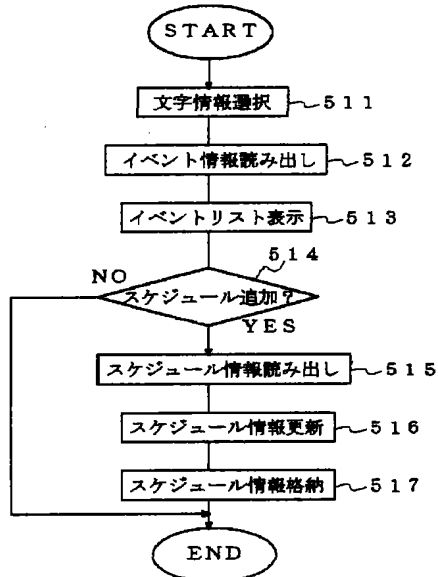 START
文字情報選択 511
イベント情報読み出し 512
イベントリスト表示 513
514
NO
スケジュール追加?
YES
スケジュール情報読み出し 515
スケジュール情報更新 516
スケジュール情報格納 517
END